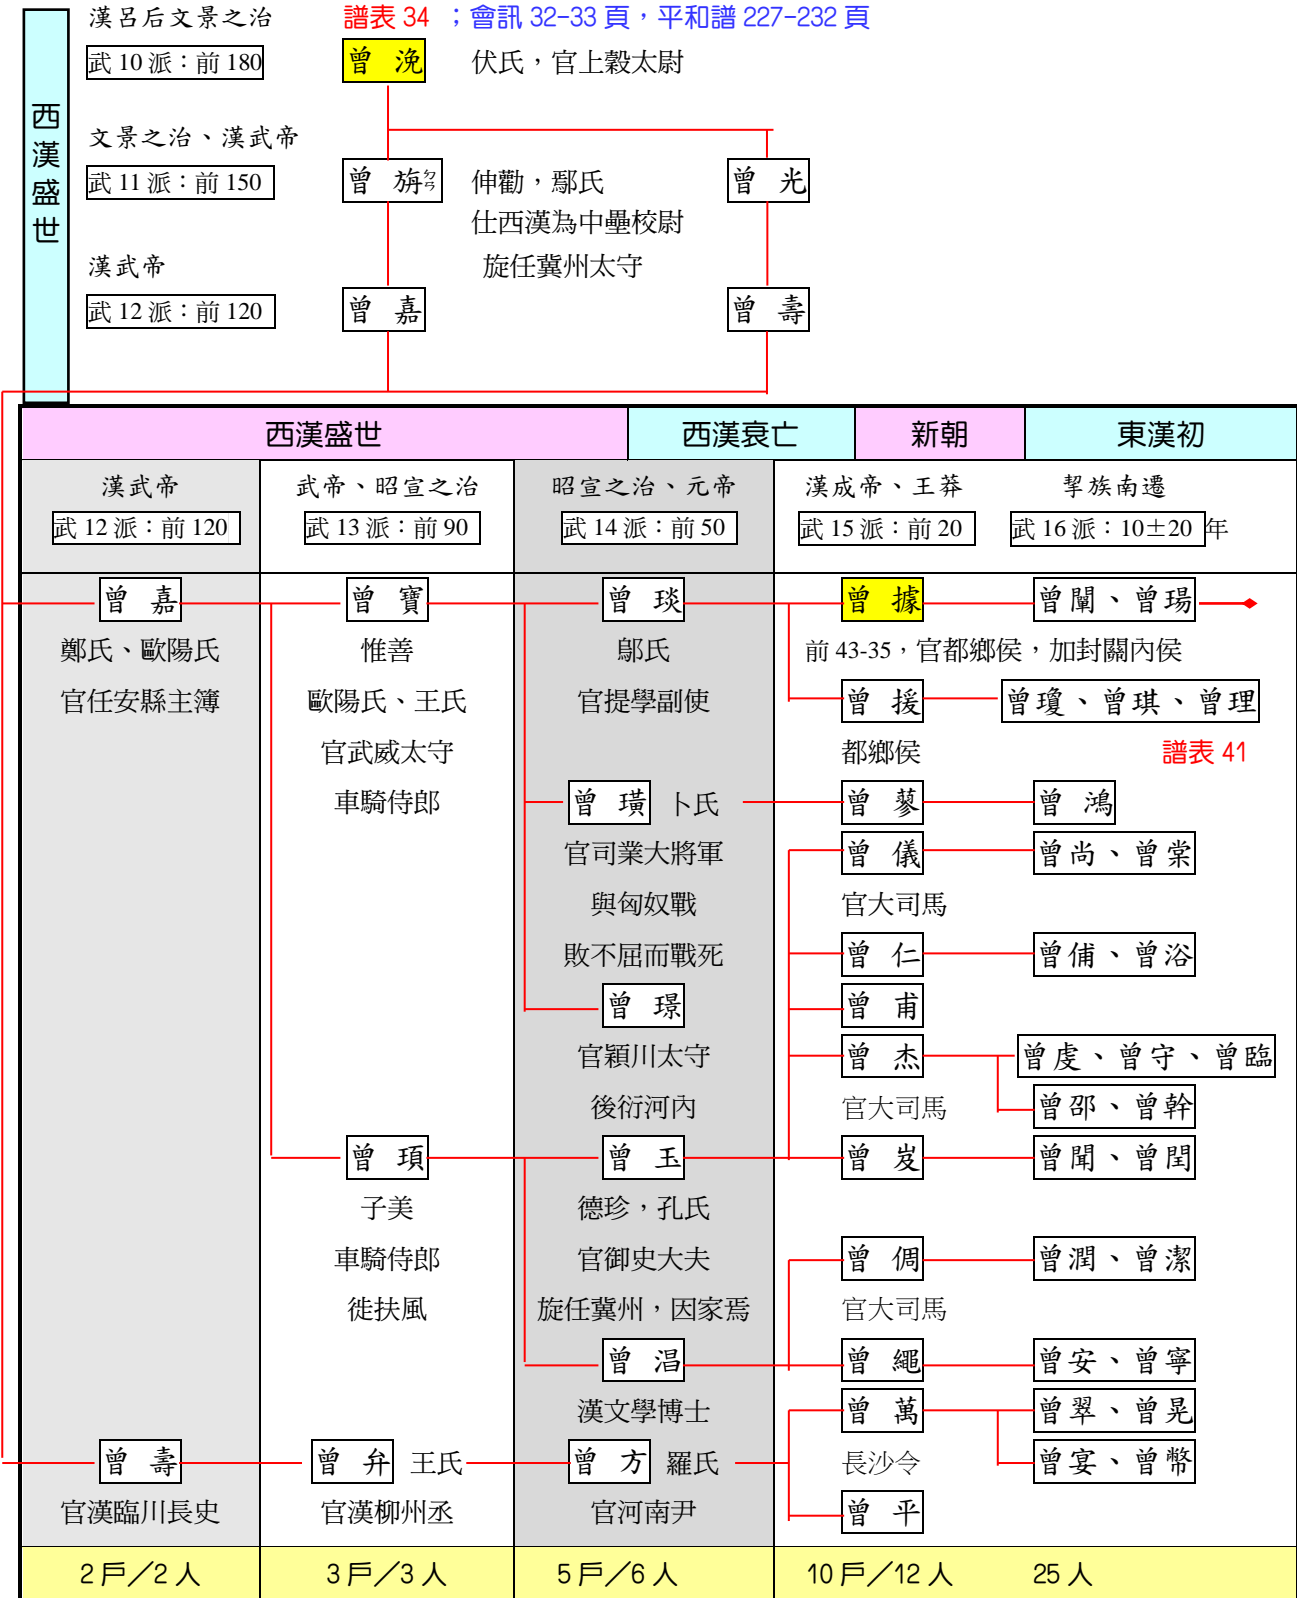 漢呂后文景之治 譜表 34 ；會訊 32-33 頁，平和譜 227-232 頁
武 10 派：前 180 曾 浼 伏氏，官上穀太尉
西漢盛世
文景之治、漢武帝
武 11 派：前 150 曾 旃ㄓㄢ 伸勸，鄢氏 曾 光
仕西漢為中壘校尉
漢武帝 旋任冀州太守
武 12 派：前 120 曾 嘉 曾 壽
西漢盛世 西漢衰亡 新朝 東漢初
漢武帝 武帝、昭宣之治 昭宣之治、元帝 漢成帝、王莽 挈族南遷
武 12 派：前 120 武 13 派：前 90 武 14 派：前 50 武 15 派：前 20 武 16 派：10±20 年
曾 嘉 曾 寶 曾 琰 曾 據 曾闡、曾瑒
鄭氏、歐陽氏 惟善 鄔氏 前 43-35，官都鄉侯，加封關內侯
官任安縣主簿 歐陽氏、王氏 官提學副使 曾 援 曾瓊、曾琪、曾理
官武威太守 都鄉侯 譜表 41
車騎侍郎 曾 璜 卜氏 曾 蓼 曾 鴻
官司業大將軍 曾 儀 曾尚、曾棠
與匈奴戰 官大司馬
敗不屈而戰死 曾 仁 曾俌、曾浴
曾 璟 曾 甫
官潁川太守 曾 杰 曾虔、曾守、曾臨
後衍河內 官大司馬 曾邵、曾幹
曾 項 曾 玉 曾 岌 曾聞、曾閏
子美 德珍，孔氏
車騎侍郎 官御史大夫 曾 倜 曾潤、曾潔
徙扶風 旋任冀州，因家焉 官大司馬
曾 淐 曾 繩 曾安、曾寧
漢文學博士 曾 萬 曾翠、曾晃
曾 壽 曾 弁 王氏 曾 方 羅氏 長沙令 曾宴、曾幣
官漢臨川長史 官漢柳州丞 官河南尹 曾 平
2 戶／2 人 3 戶／3 人 5 戶／6 人 10 戶／12 人 25 人